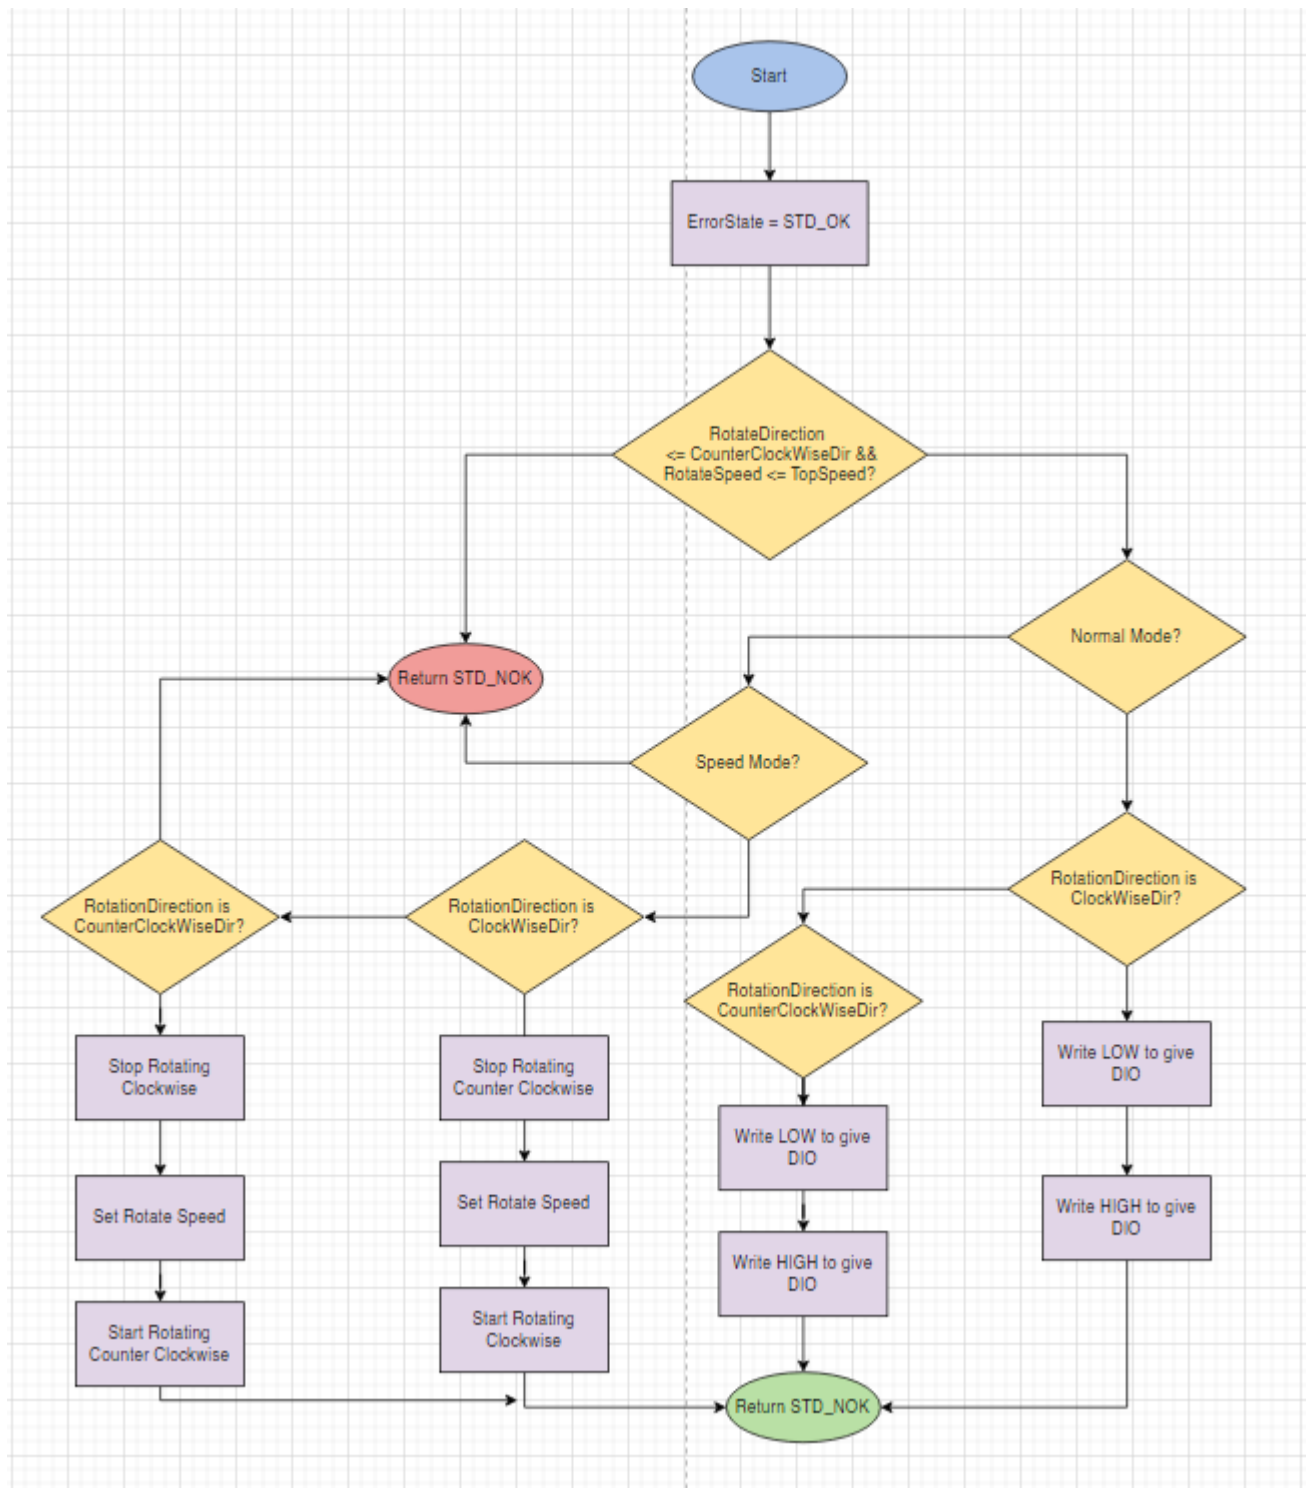 Start
ErrorState = STD_OK
RotateDirection
<= CounterClockWiseDir &&
RotateSpeed <= TopSpeed?
Normal Mode?
Return STD_NOK
Speed Mode?
RotationDirection is
CounterClockWiseDir?
RotationDirection is
ClockWiseDir?
RotationDirection is
ClockWiseDir?
RotationDirection is
CounterClockWiseDir?
Stop Rotating
Clockwise
Stop Rotating
Counter Clockwise
Write LOW to give
DIO
Write LOW to give
DIO
Set Rotate Speed
Set Rotate Speed
Write HIGH to give
DIO
Write HIGH to give
DIO
Start Rotating
Counter Clockwise
Start Rotating
Clockwise
Return STD_NOK